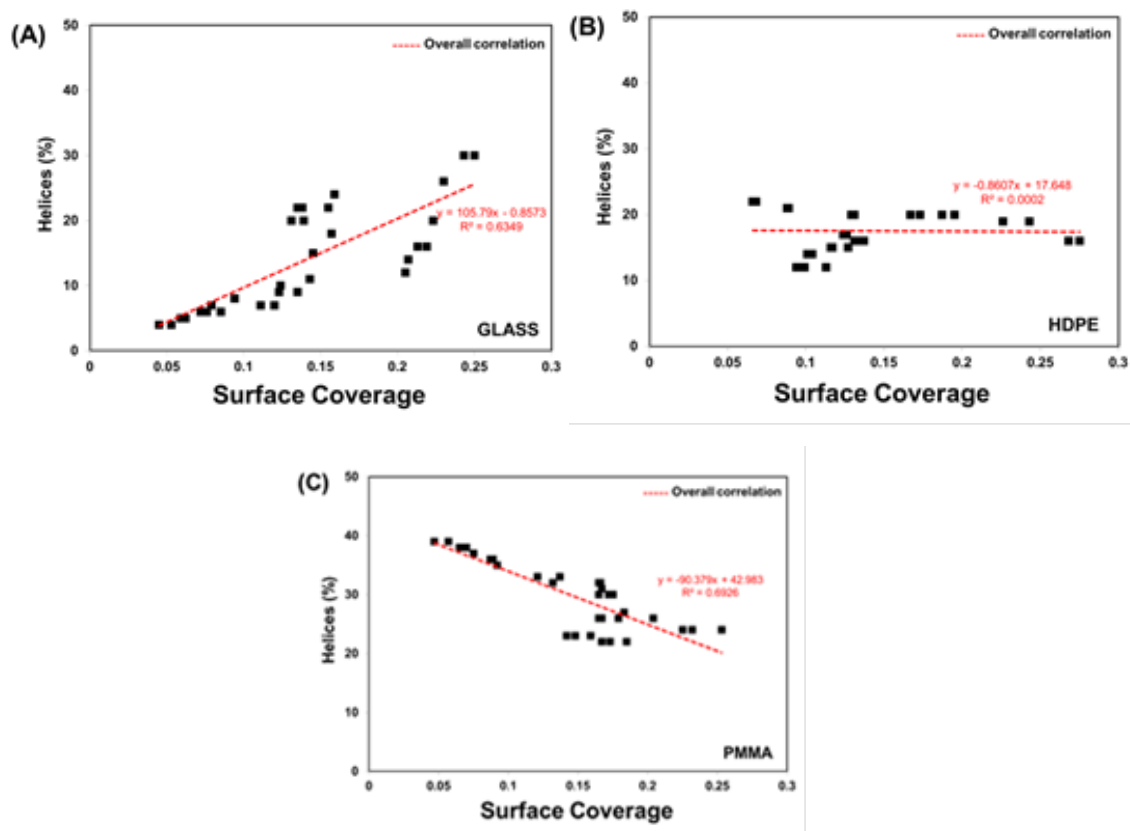 (A)
50
40
30
20
10
0
Helices (%)
Overall correlation
y = 105.79x - 0.8573
R² = 0.6349
GLASS
0 0.05 0.1 0.15 0.2 0.25 0.3
Surface Coverage
(B)
50
40
30
20
10
0
Helices (%)
Overall correlation
y = -0.8607x + 17.648
R² = 0.0002
HDPE
0 0.05 0.1 0.15 0.2 0.25 0.3
Surface Coverage
(C)
50
40
30
20
10
0
Helices (%)
Overall correlation
y = -90.379x + 42.983
R² = 0.6926
PMMA
0 0.05 0.1 0.15 0.2 0.25 0.3
Surface Coverage